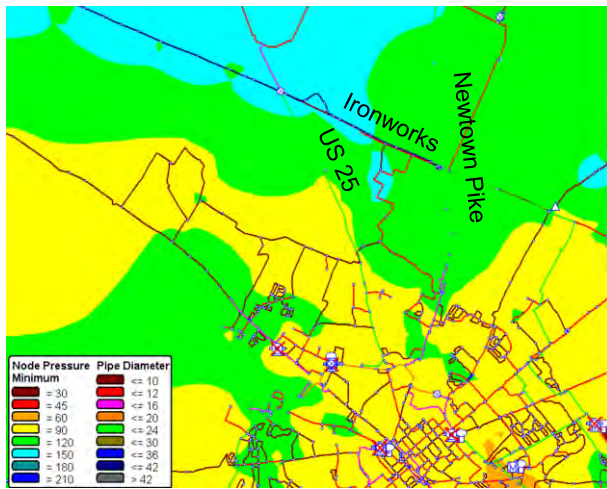 Ironworks
Newtown Pike
US 25
Node Pressure Pipe Diameter
Minimum
= 30 <= 10
= 45 <= 12
= 60 <= 16
= 90 <= 20
= 120 <= 24
= 150 <= 30
= 180 <= 36
= 210 <= 42
> 42